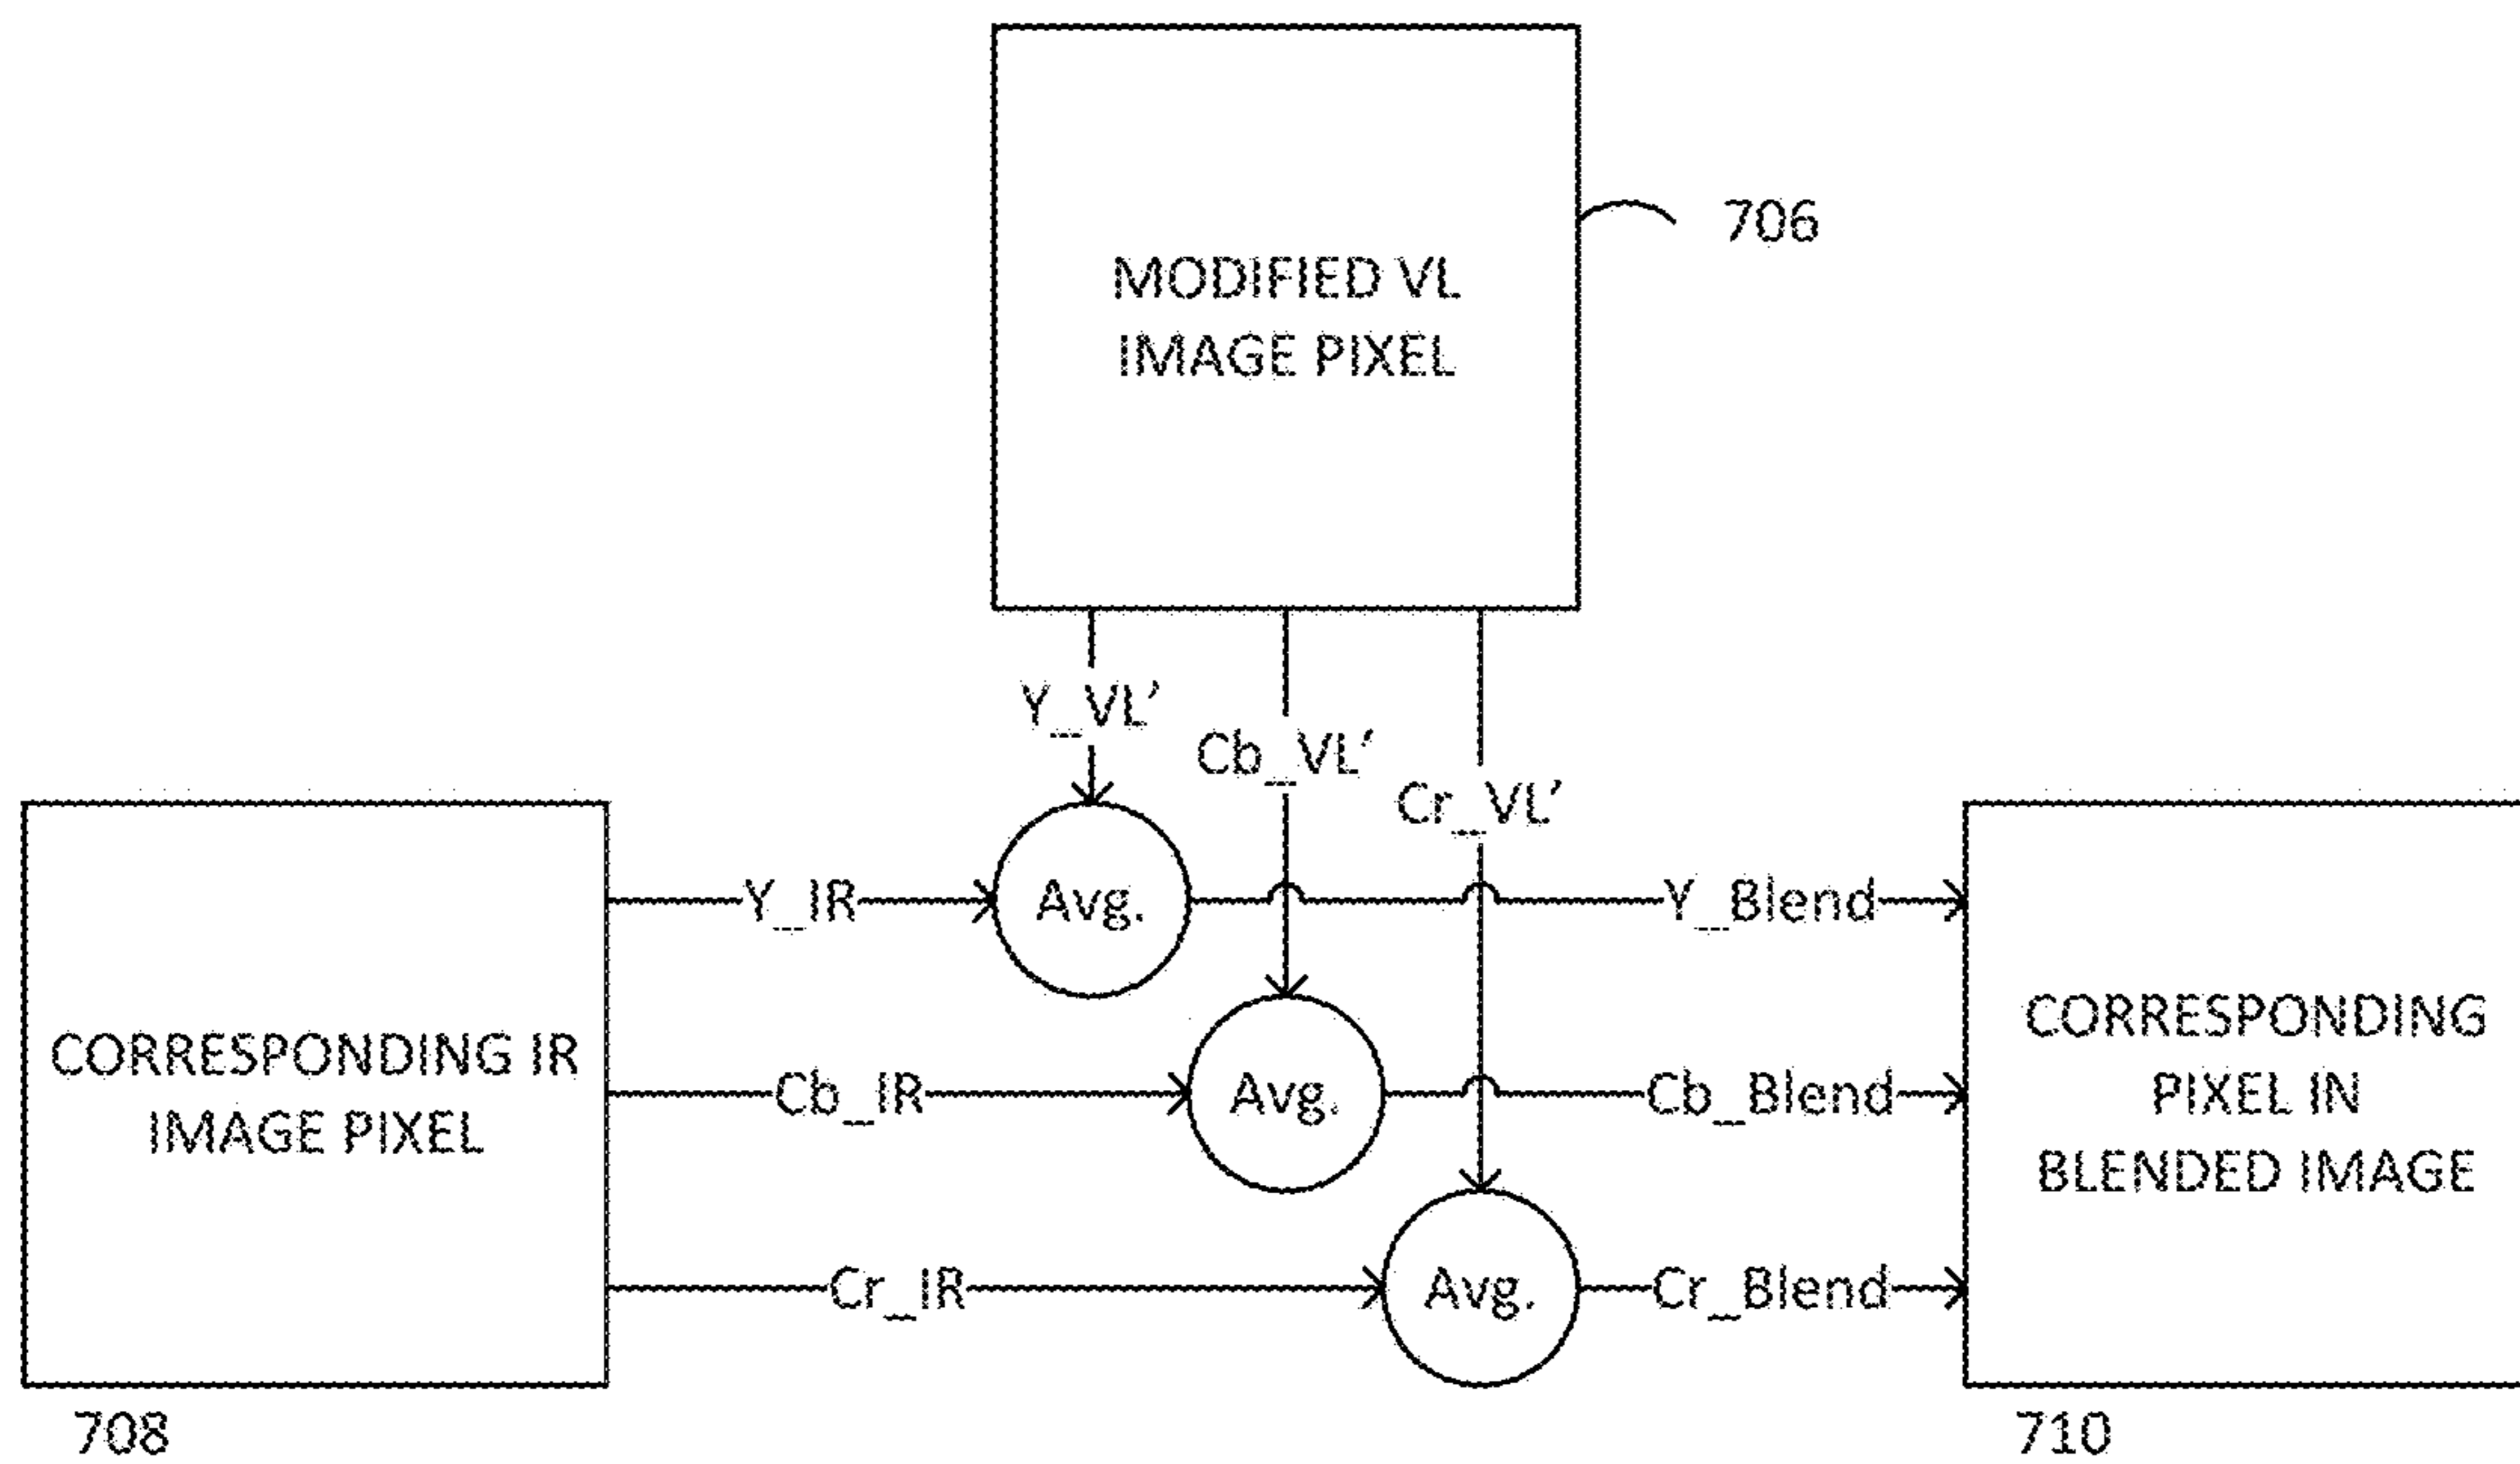 706
MODIFIED VL
IMAGE PIXEL
Y_VL’
Cb_VL’
Cr_VL’
Y_IR
Avg.
Y_Blend
CORRESPONDING IR
IMAGE PIXEL
Cb_IR
Avg.
Cb_Blend
CORRESPONDING
PIXEL IN
BLENDED IMAGE
Cr_IR
Avg.
Cr_Blend
708
710